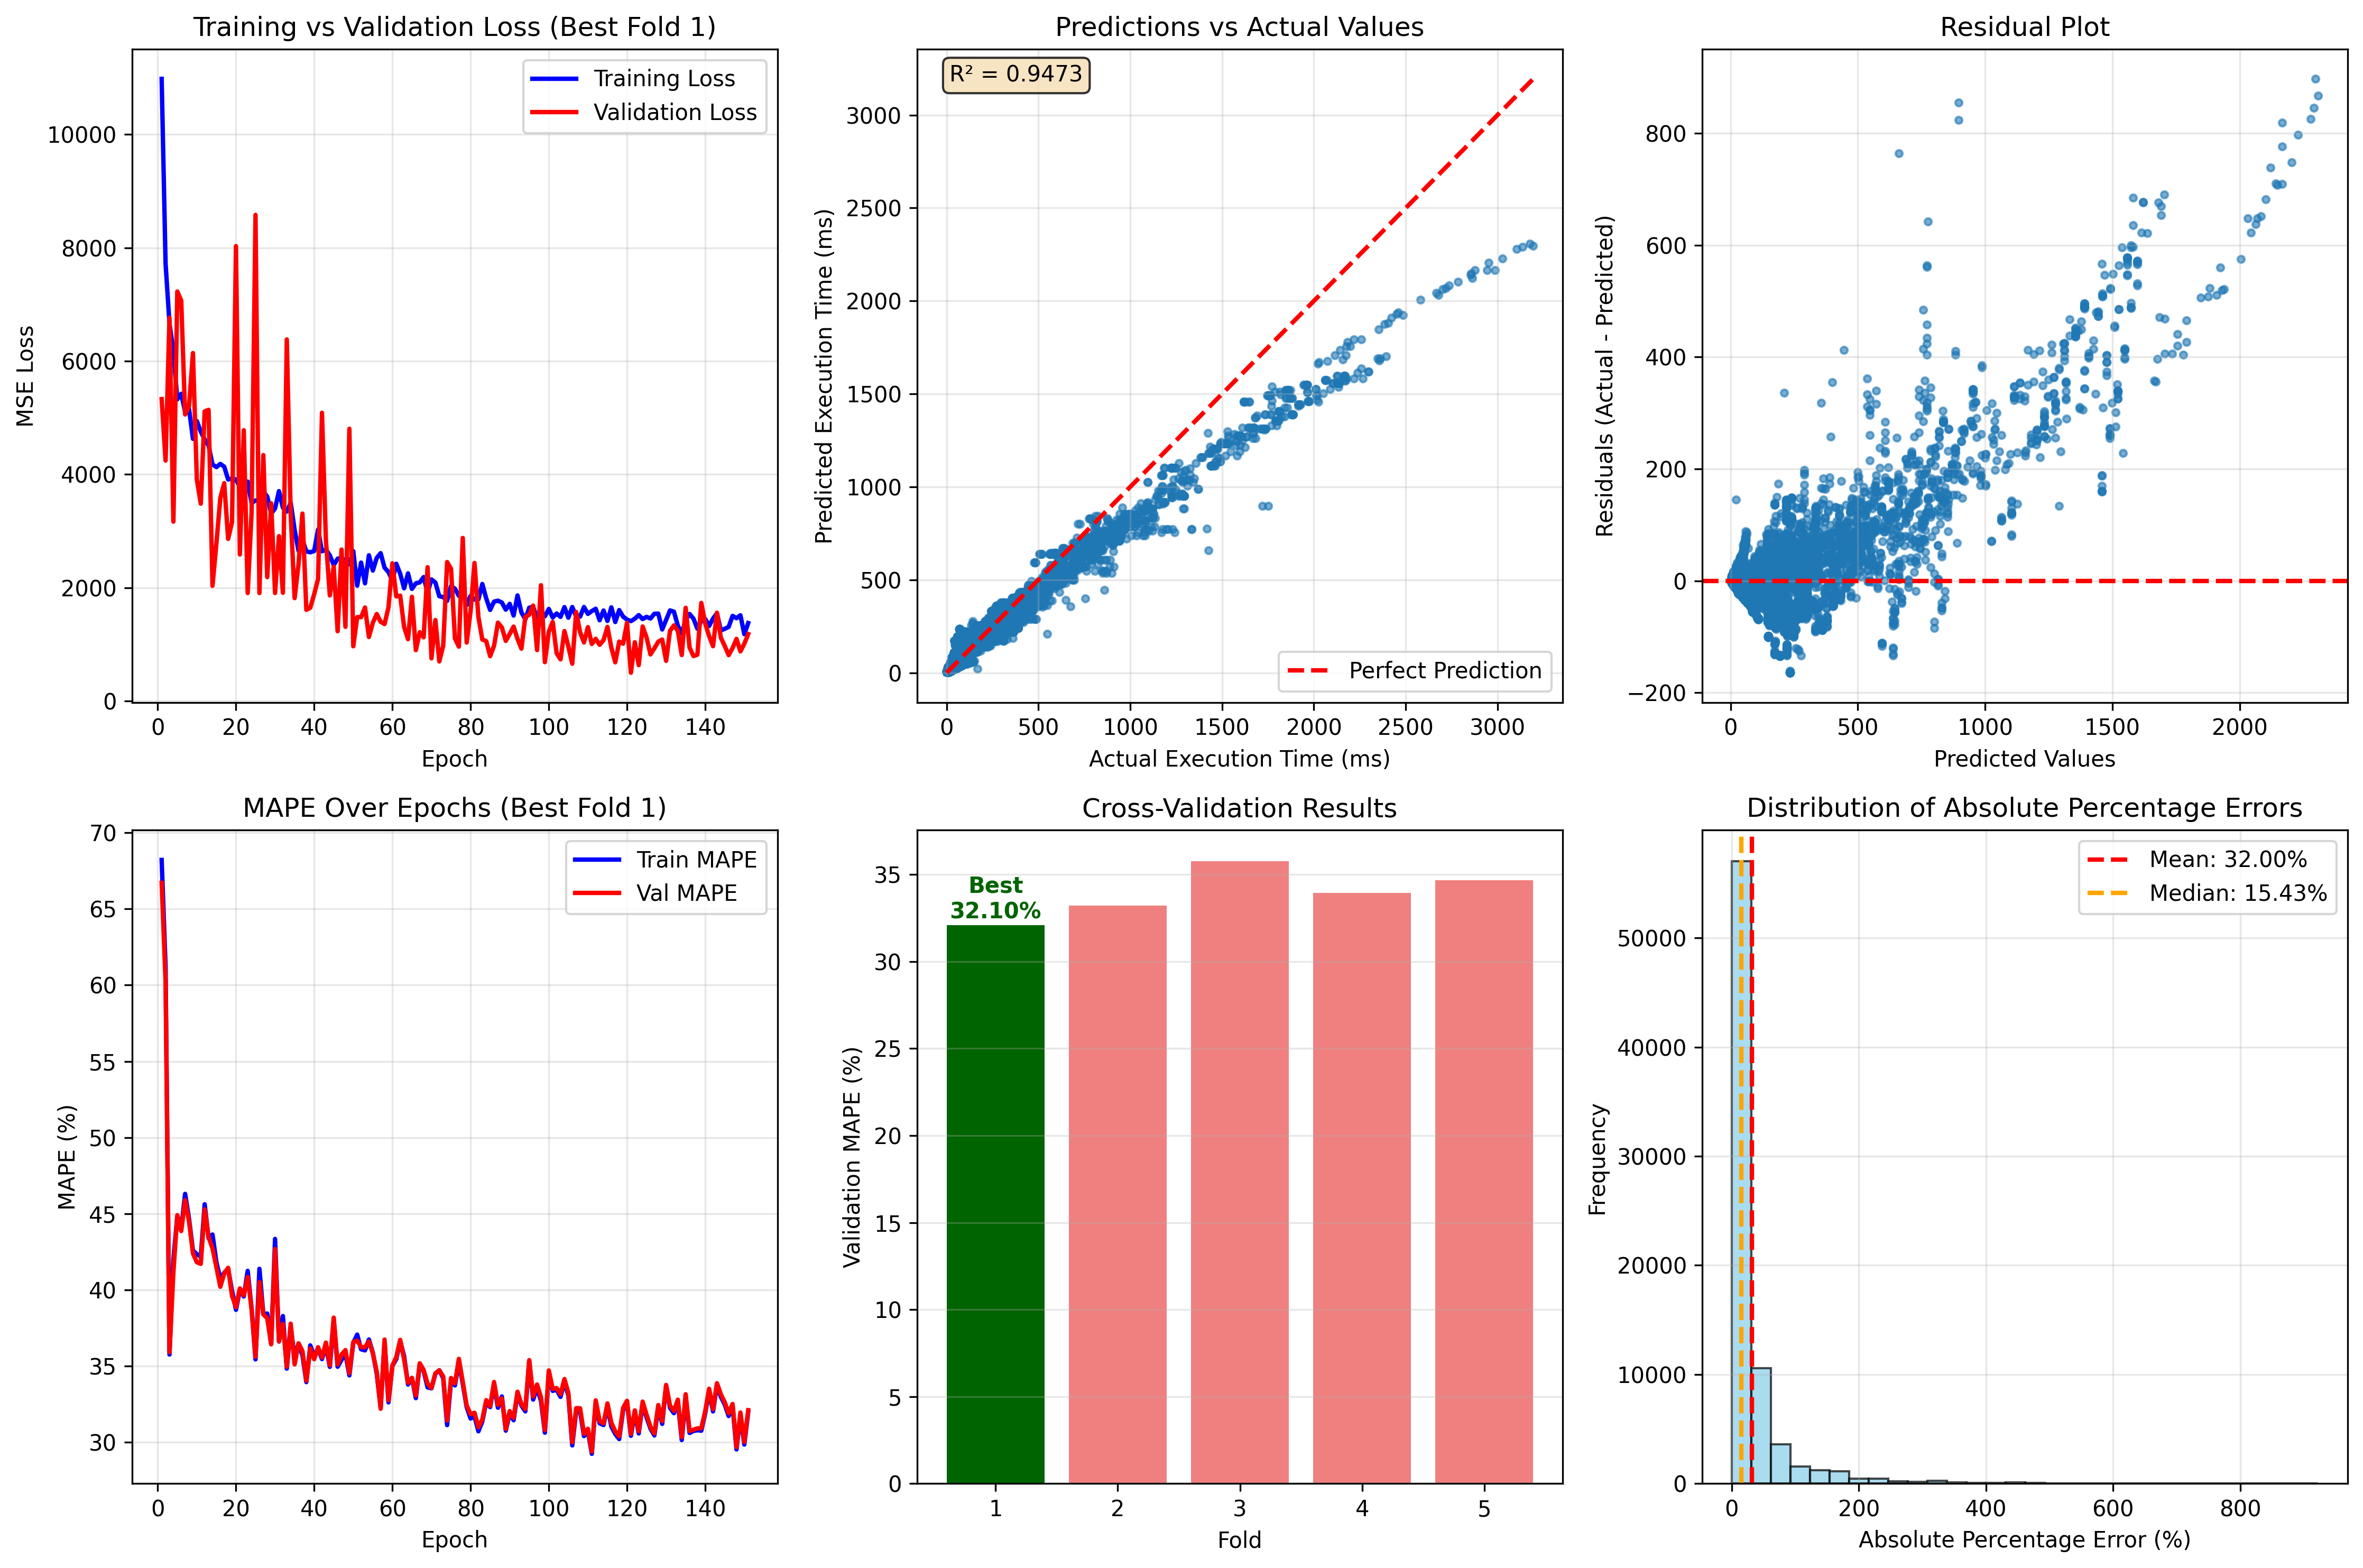 Training vs Validation Loss (Best Fold 1)
Training Loss
Validation Loss
MSE Loss
10000
8000
6000
4000
2000
0
0 20 40 60 80 100 120 140
Epoch
Predictions vs Actual Values
R² = 0.9473
Predicted Execution Time (ms)
3000
2500
2000
1500
1000
500
0
Perfect Prediction
0 500 1000 1500 2000 2500 3000
Actual Execution Time (ms)
Residual Plot
Residuals (Actual - Predicted)
800
600
400
200
0
−200
0 500 1000 1500 2000
Predicted Values
MAPE Over Epochs (Best Fold 1)
Train MAPE
Val MAPE
MAPE (%)
70
65
60
55
50
45
40
35
30
0 20 40 60 80 100 120 140
Epoch
Cross-Validation Results
Best
32.10%
Validation MAPE (%)
35
30
25
20
15
10
5
0
1 2 3 4 5
Fold
Distribution of Absolute Percentage Errors
Mean: 32.00%
Median: 15.43%
Frequency
50000
40000
30000
20000
10000
0
0 200 400 600 800
Absolute Percentage Error (%)